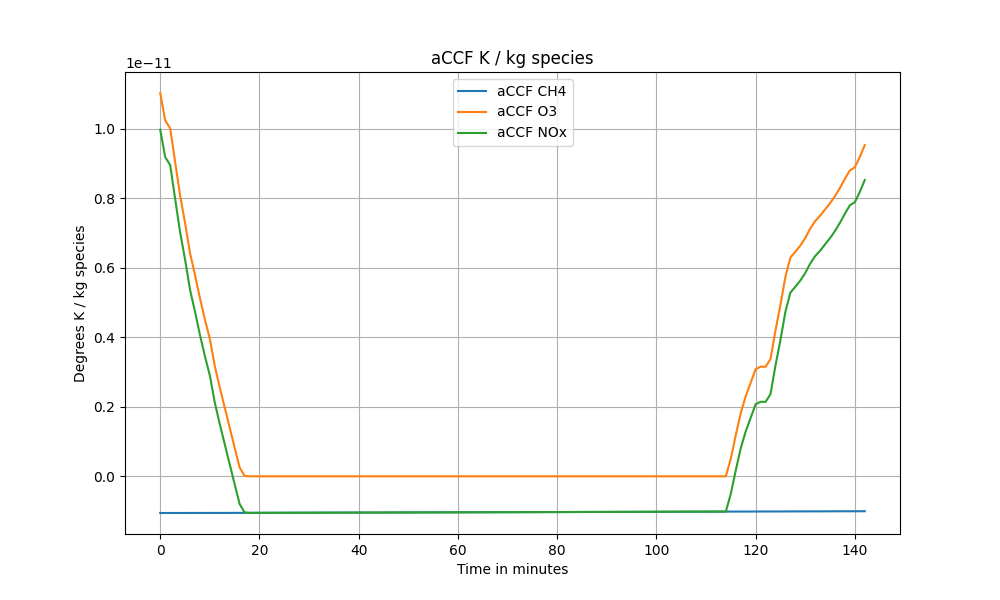 aCCF K / kg species
1e−11
aCCF CH4
aCCF O3
aCCF NOx
1.0
0.8
0.6
0.4
0.2
0.0
Degrees K / kg species
0 20 40 60 80 100 120 140
Time in minutes